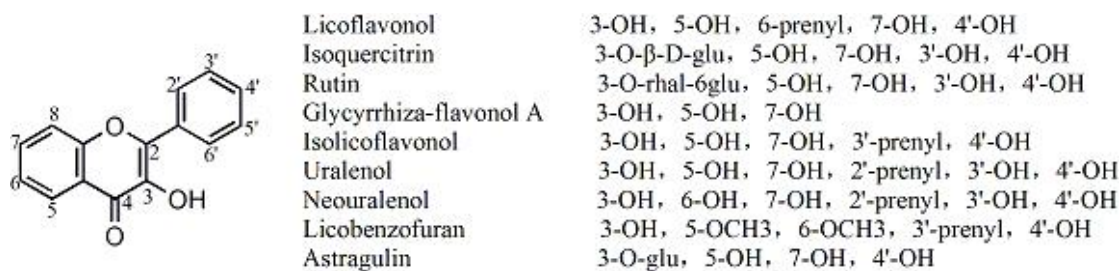 Licoflavonol 3-OH, 5-OH, 6-prenyl, 7-OH, 4'-OH
Isoquercitrin 3-O-β-D-glu, 5-OH, 7-OH, 3'-OH, 4'-OH
Rutin 3-O-rhal-6glu, 5-OH, 7-OH, 3'-OH, 4'-OH
Glycyrrhiza-flavonol A 3-OH, 5-OH, 7-OH
Isolicoflavonol 3-OH, 5-OH, 7-OH, 3'-prenyl, 4'-OH
Uralenol 3-OH, 5-OH, 7-OH, 2'-prenyl, 3'-OH, 4'-OH
Neouralenol 3-OH, 6-OH, 7-OH, 2'-prenyl, 3'-OH, 4'-OH
Licobenzofuran 3-OH, 5-OCH3, 6-OCH3, 3'-prenyl, 4'-OH
Astragulin 3-O-glu, 5-OH, 7-OH, 4'-OH
3'
2'
4'
8
O
5'
7
2
6'
6
3
4
OH
5
O